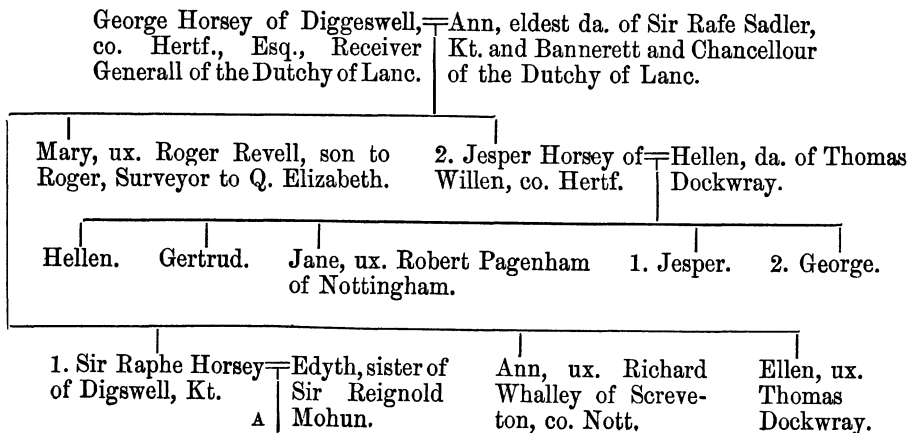 George Horsey of Diggeswell,
co. Hertf., Esq., Receiver
Generall of the Dutchy of Lanc.
Ann, eldest da. of Sir Rafe Sadler,
Kt. and Bannerett and Chancellour
of the Dutchy of Lanc.
Mary, ux. Roger Revell, son to
Roger, Surveyor to Q. Elizabeth.
2. Jesper Horsey of
Willen, co. Hertf.
Hellen, da. of Thomas
Dockwray.
Hellen.
Gertrud.
Jane, ux. Robert Pagenham
of Nottingham.
1. Jesper.
2. George.
1. Sir Raphe Horsey
of Digswell, Kt.
Edyth, sister of
Sir Reignold
Mohun.
A
Ann, ux. Richard
Whalley of Screve-
ton, co. Nott.
Ellen, ux.
Thomas
Dockwray.